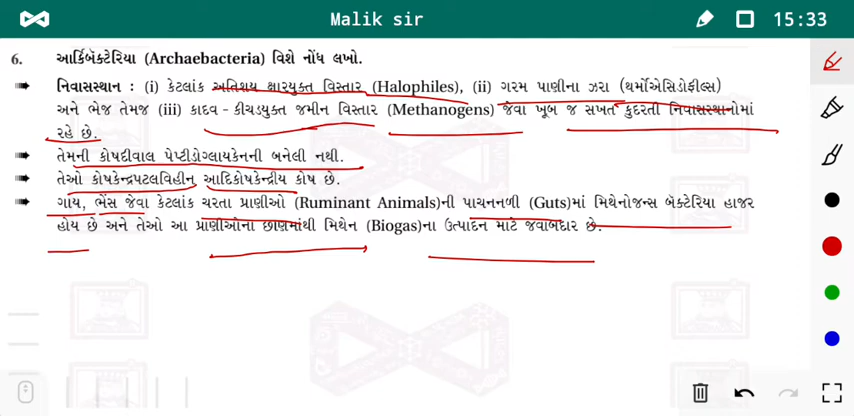 Malik sir
15:33
6. આર્કિબૅક્ટેરિયા (Archaebacteria) વિશે નોંધ લખો.
➠ નિવાસસ્થાન : (i) કેટલાંક અતિશય ક્ષારયુક્ત વિસ્તાર (Halophiles), (ii) ગરમ પાણીના ઝરા (થર્મોએસિડોફીલ્સ)
અને ભેજ તેમજ (iii) કાદવ - કીચડયુક્ત જમીન વિસ્તાર (Methanogens) જેવા ખૂબ જ સખત કુદરતી નિવાસસ્થાનોમાં
રહે છે.
➠ તેમની કોષદીવાલ પેપ્ટીડોગ્લાયકેનની બનેલી નથી.
➠ તેઓ કોષકેન્દ્રપટલવિહીન આદિકોષકેન્દ્રીય કોષ છે.
➠ ગાય, ભેંસ જેવા કેટલાંક ચરતા પ્રાણીઓ (Ruminant Animals)ની પાચનનળી (Guts)માં મિથેનોજન્સ બૅક્ટેરિયા હાજર
હોય છે અને તેઓ આ પ્રાણીઓના છાણમાંથી મિથેન (Biogas)ના ઉત્પાદન માટે જવાબદાર છે.